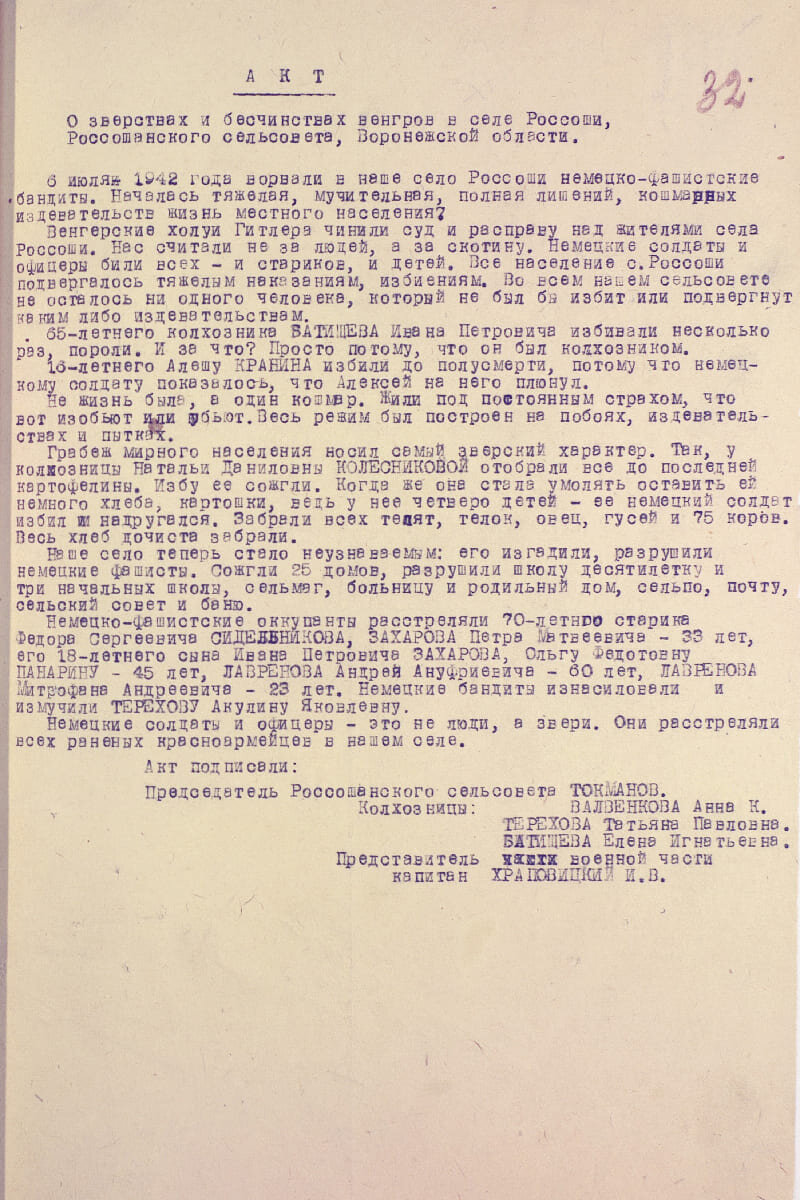 А К Т
32.
О зверствах и бесчинствах венгров в селе Россоши,
Россошанского сельсовета, Воронежской области.
6 июля 1942 года ворвали в наше село Россоши немецко-фашистские
бандиты. Началась тяжелая, мучительная, полная лишений, кошмарных
издевательств жизнь местного населения?
Венгерские холуи Гитлера чинили суд и расправу над жителями села
Россоши. Нас считали не за людей, а за скотину. Немецкие солдаты и
офицеры били всех - и стариков, и детей. Все население с.Россоши
подвергалось тяжелым наказаниям, избиениям. Во всем нашем сельсовете
не осталось ни одного человека, который не был бы избит или подвергнут
каким либо издевательствам.
65-летнего колхозника БАТИЩЕВА Ивана Петровича избивали несколько
раз, пороли. И за что? Просто потому, что он был колхозником.
16-летнего Алешу КРАНИНА избили до полусмерти, потому что немец-
кому солдату показалось, что Алексей на него плюнул.
Не жизнь была, а один кошмар. Жили под постоянным страхом, что
вот изобьют или убьют. Весь режим был построен на побоях, издеватель-
ствах и пытках.
Грабеж мирного населения носил самый зверский характер. Так, у
колхозницы Натальи Даниловны КОЛЕСНИКОВОЙ отобрали все до последней
картофелины. Избу ее сожгли. Когда же она стала умолять оставить ей
немного хлеба, картошки, ведь у нее четверо детей - ее немецкий солдат
избил и надругался. Забрали всех телят, телок, овец, гусей и 75 коров.
Весь хлеб дочиста забрали.
Наше село теперь стало неузнаваемым: его изгадили, разрушили
немецкие фашисты. Сожгли 25 домов, разрушили школу десятилетку и
три начальных школы, сельмаг, больницу и родильный дом, сельпо, почту,
сельский совет и баню.
Немецко-фашистские оккупанты расстреляли 70-летнго старика
Федора Сергеевича СИДЕЛЬНИКОВА, ЗАХАРОВА Петра Матвеевича - 33 лет,
его 18-летнего сына Ивана Петровича ЗАХАРОВА, Ольгу Федотовну
ПАНАРИНУ - 45 лет, ЛАВРЕНОВА Андрей Ануфриевича - 60 лет, ЛАВРЕНОВА
Митрофана Андреевича - 23 лет. Немецкие бандиты изнасиловали и
измучили ТЕРЕХОВУ Акулину Яковлевну.
Немецкие солдаты и офицеры - это не люди, а звери. Они расстреляли
всех раненых красноармейцев в нашем селе.
Акт подписали:
Председатель Россошанского сельсовета ТОКМАНОВ.
Колхозницы: ВАЛВЕНКОВА Анна К.
ТЕРЕХОВА Татьяна Павловна.
БАТИЩЕВА Елена Игнатьевна.
Представитель военной части
капитан ХРАПОВИЦКИЙ И.В.